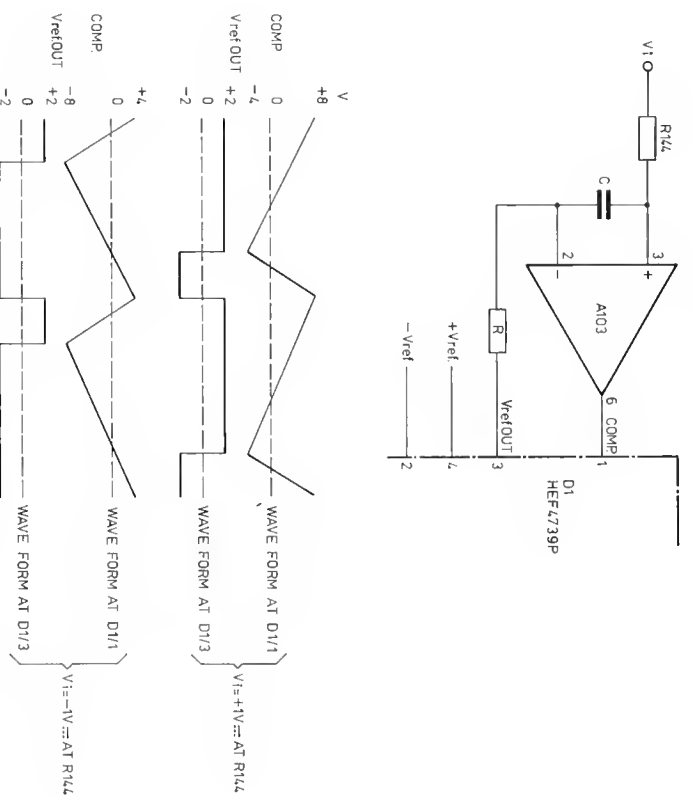 Vi
R144
C
3
+
2
−
A103
6 COMP.
1
R
VrefOUT
3
+Vref.
4
−Vref
2
D1
HEF4739P
V
COMP
+8
0
−4
WAVE FORM AT D1/1
VrefOUT
+2
0
−2
WAVE FORM AT D1/3
Vi=+1V⎓ AT R144
COMP.
+4
0
−8
WAVE FORM AT D1/1
Vref.OUT
+2
0
−2
WAVE FORM AT D1/3
Vi=−1V⎓ AT R144